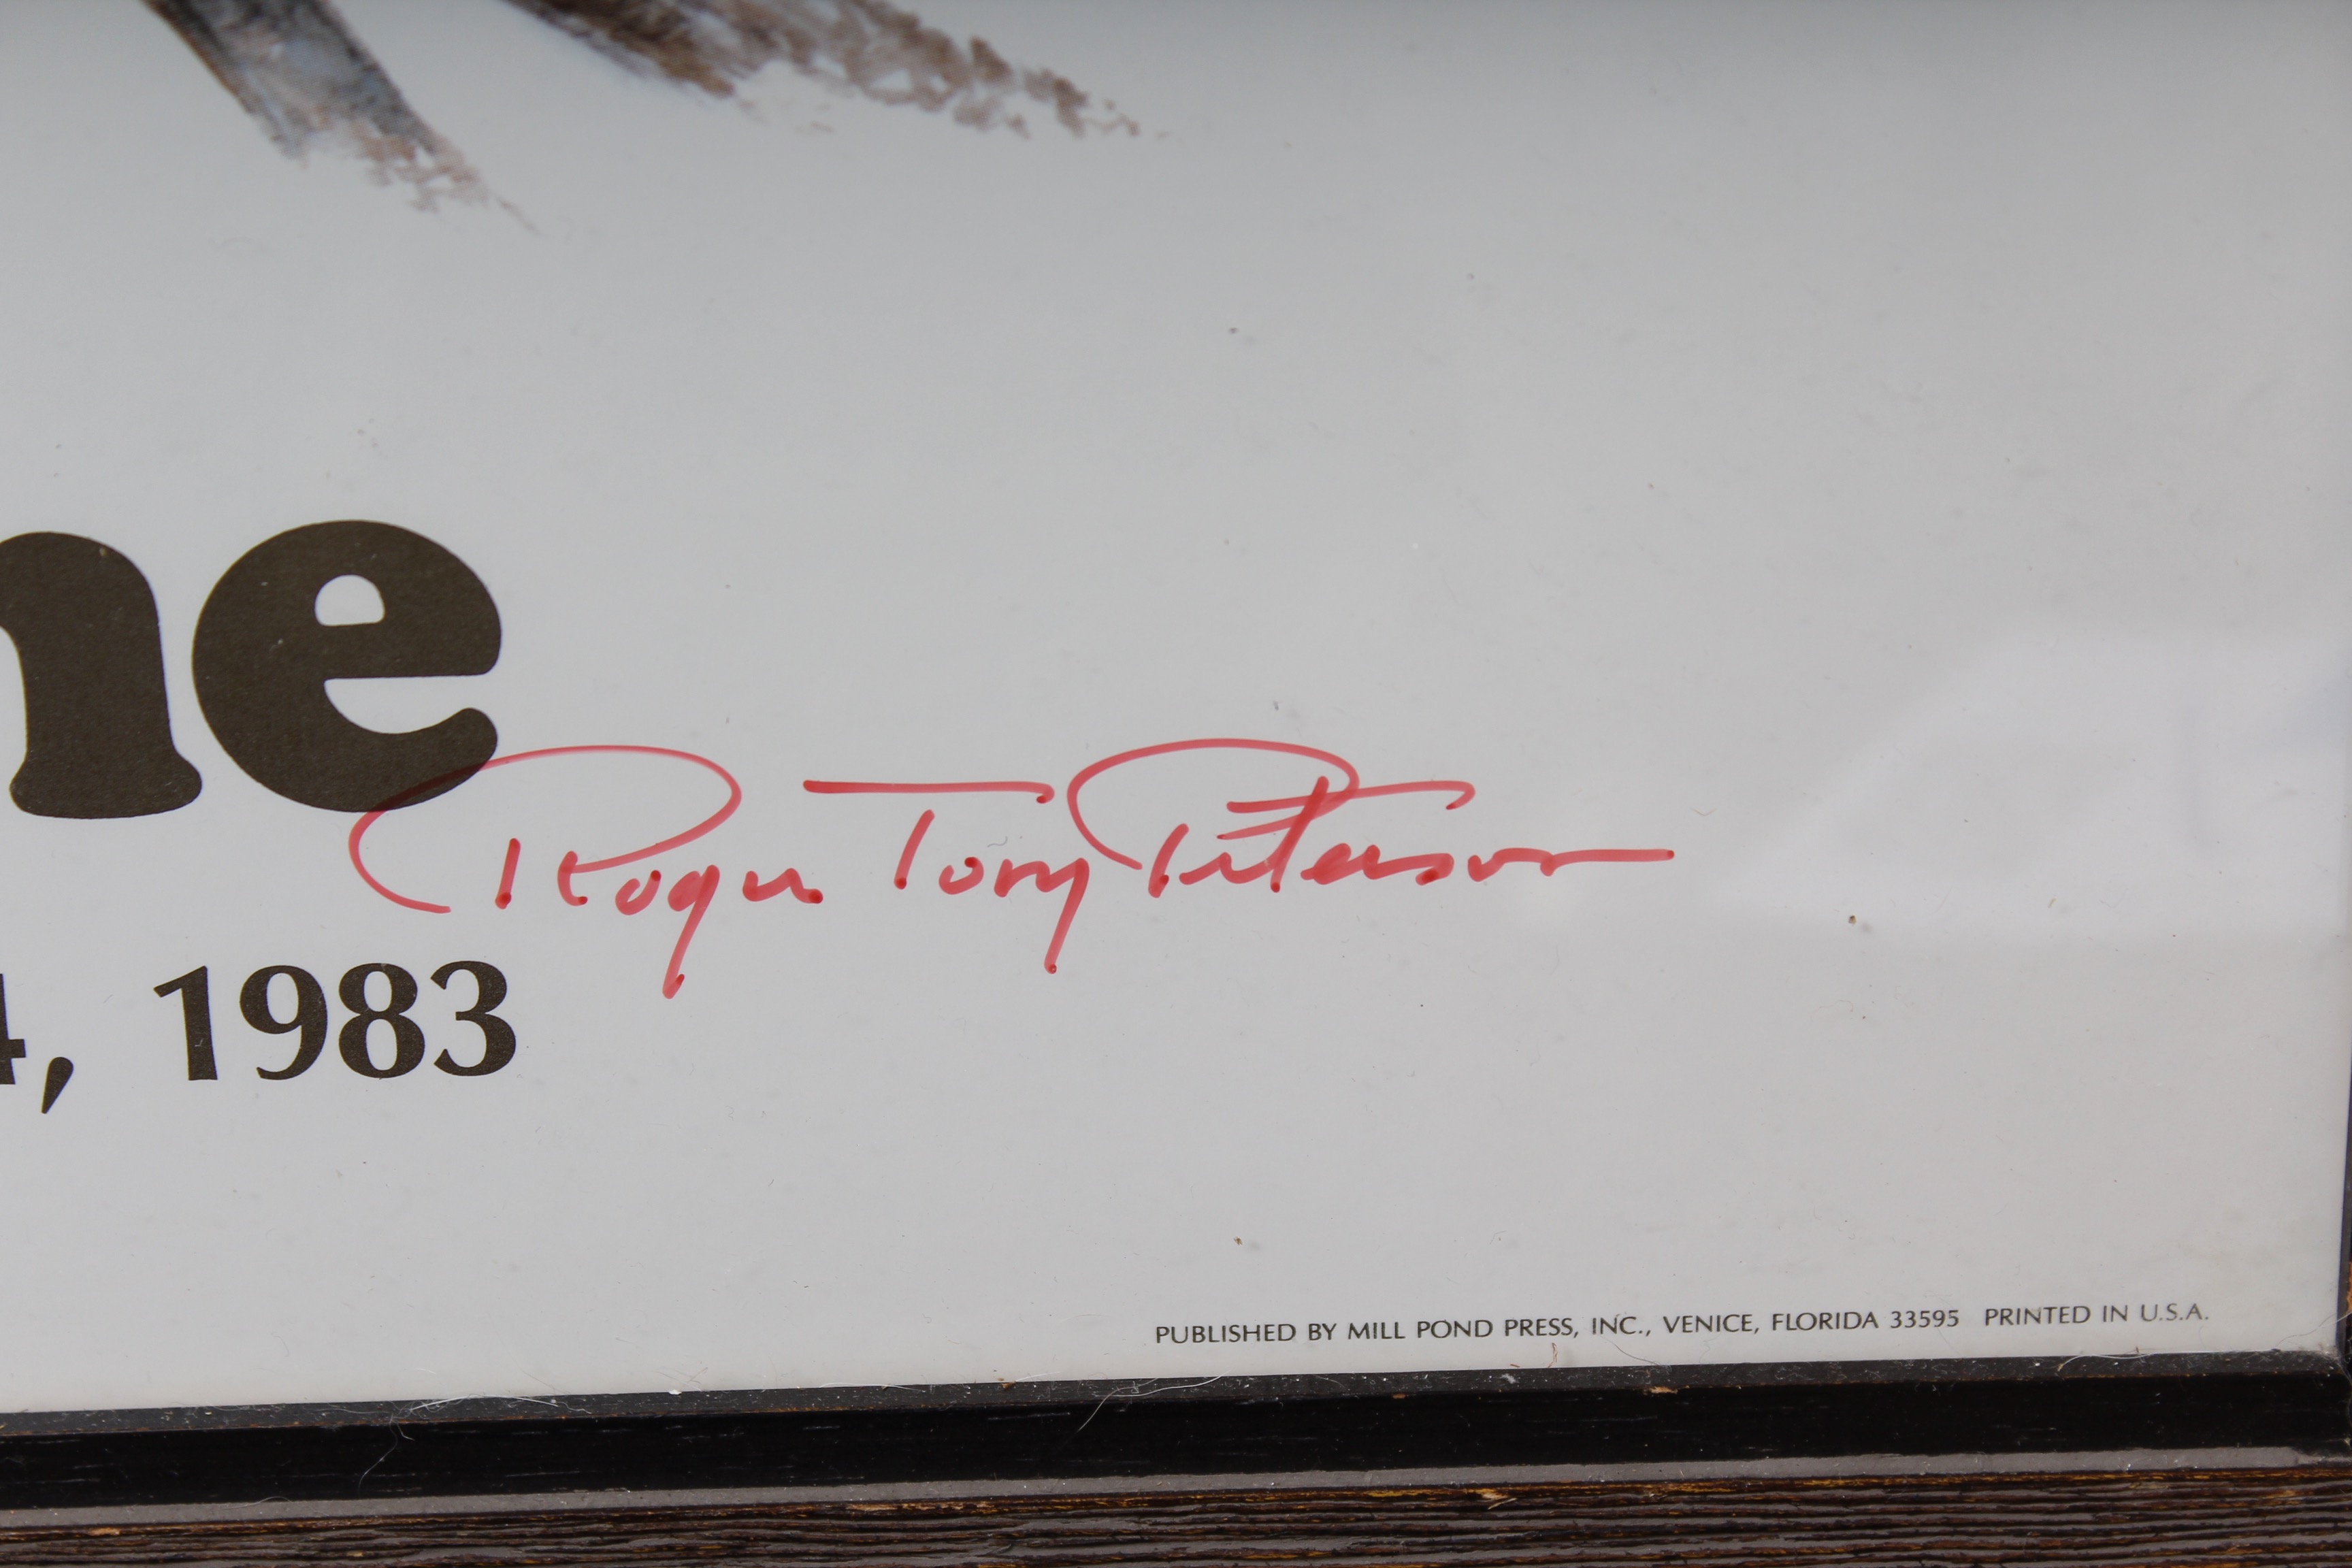 ne
Roger Tory Peterson
4, 1983
PUBLISHED BY MILL POND PRESS, INC., VENICE, FLORIDA 33595 PRINTED IN U.S.A.